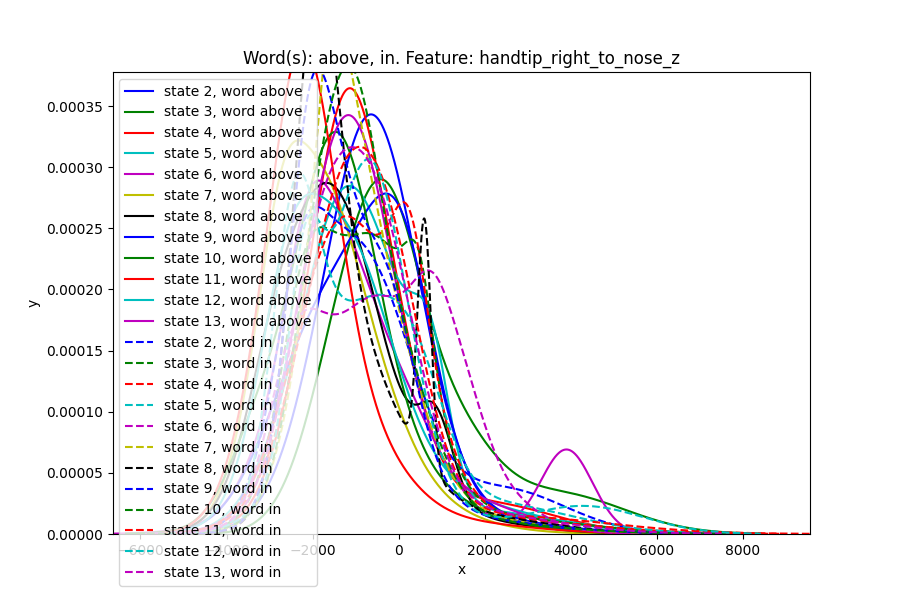 Word(s): above, in. Feature: handtip_right_to_nose_z
y
0.00035
0.00030
0.00025
0.00020
0.00015
0.00010
0.00005
0.00000
state 2, word above
state 3, word above
state 4, word above
state 5, word above
state 6, word above
state 7, word above
state 8, word above
state 9, word above
state 10, word above
state 11, word above
state 12, word above
state 13, word above
state 2, word in
state 3, word in
state 4, word in
state 5, word in
state 6, word in
state 7, word in
state 8, word in
state 9, word in
state 10, word in
state 11, word in
state 12, word in
state 13, word in
−6000 −4000 −2000 0 2000 4000 6000 8000
x